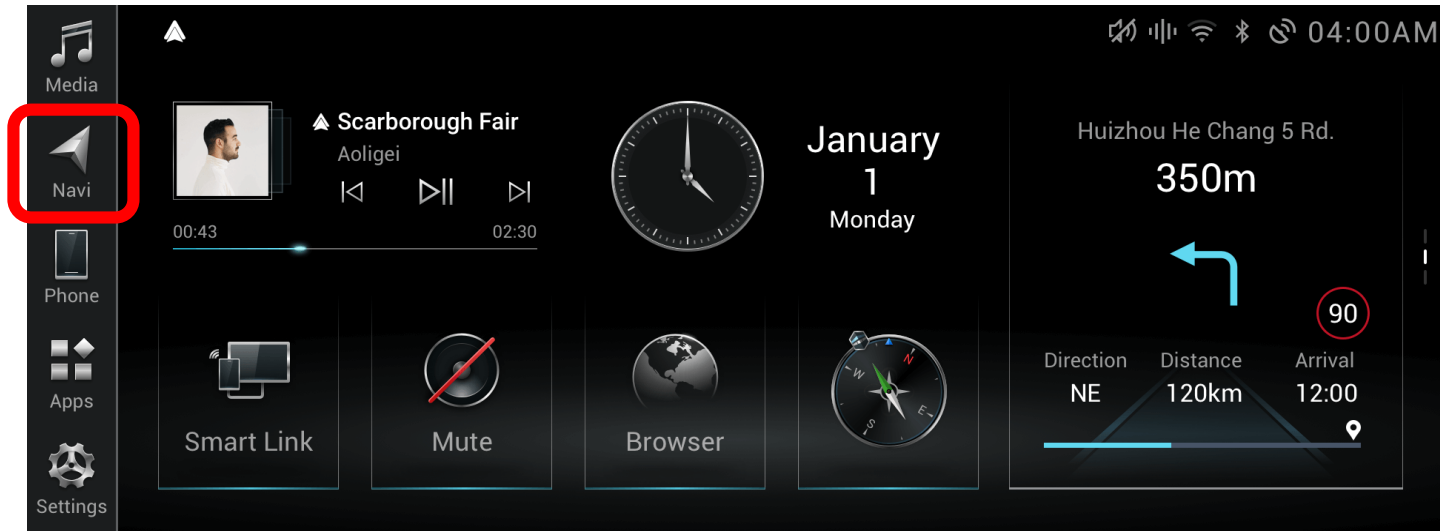 Media
Navi
Phone
Apps
Settings
04:00AM
Scarborough Fair
Aoligei
00:43 02:30
January
1
Monday
Huizhou He Chang 5 Rd.
350m
90
Direction Distance Arrival
NE 120km 12:00
Smart Link
Mute
Browser
N
W
E
S